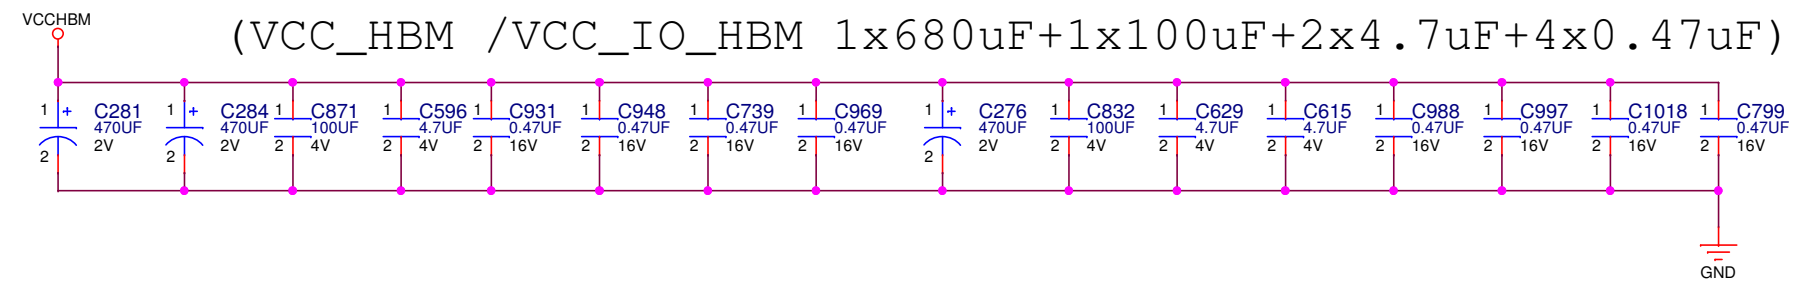 VCCHBM
(VCC_HBM /VCC_IO_HBM 1x680uF+1x100uF+2x4.7uF+4x0.47uF)
1 + C281 470UF 2V 2
1 + C284 470UF 2V 2
1 C871 100UF 4V 2
1 C596 4.7UF 4V 2
1 C931 0.47UF 16V 2
1 C948 0.47UF 16V 2
1 C739 0.47UF 16V 2
1 C969 0.47UF 16V 2
1 + C276 470UF 2V 2
1 C832 100UF 4V 2
1 C629 4.7UF 4V 2
1 C615 4.7UF 4V 2
1 C988 0.47UF 16V 2
1 C997 0.47UF 16V 2
1 C1018 0.47UF 16V 2
1 C799 0.47UF 16V 2
GND